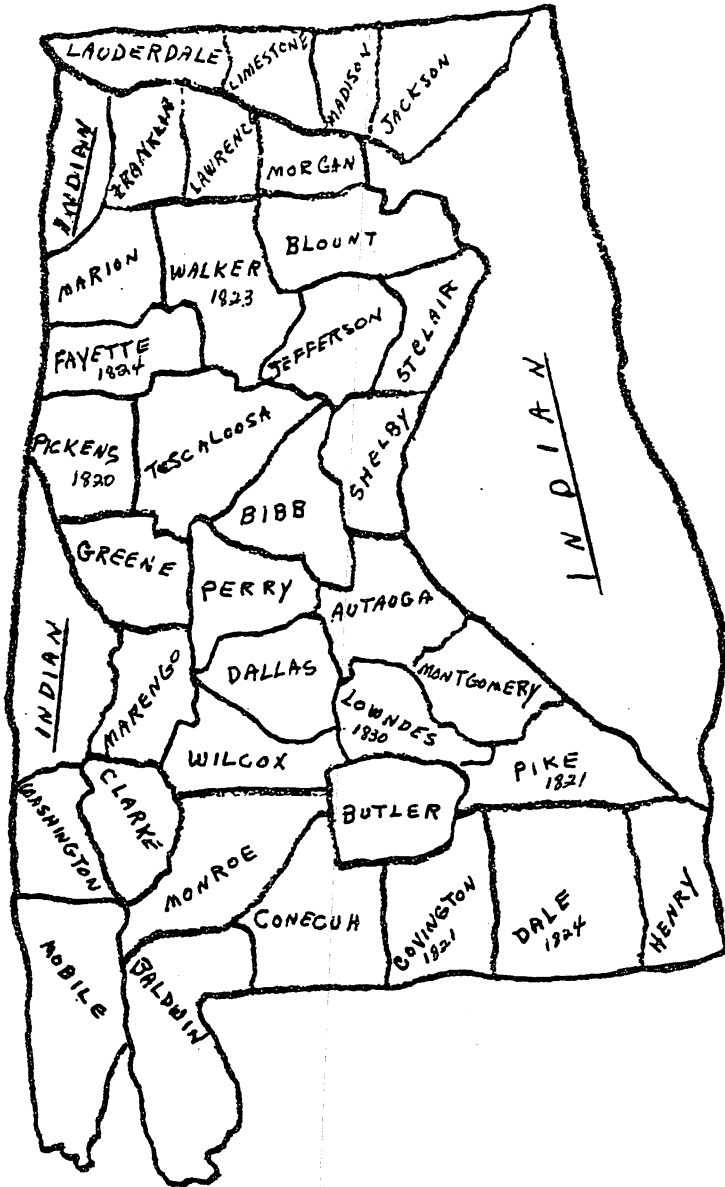 LAUDERDALE
LIMESTONE
MADISON
JACKSON
INDIAN
FRANKLIN
LAWRENCE
MORGAN
MARION
WALKER
1823
BLOUNT
FAYETTE
1824
JEFFERSON
ST CLAIR
PICKENS
1820
TUSCALOOSA
SHELBY
INDIAN
BIBB
GREENE
PERRY
AUTAOGA
INDIAN
MARENGO
DALLAS
MONTGOMERY
LOWNDES
1830
WILCOX
PIKE
1821
WASHINGTON
CLARKE
BUTLER
MONROE
CONECUH
COVINGTON
1821
DALE
1824
HENRY
MOBILE
BALDWIN